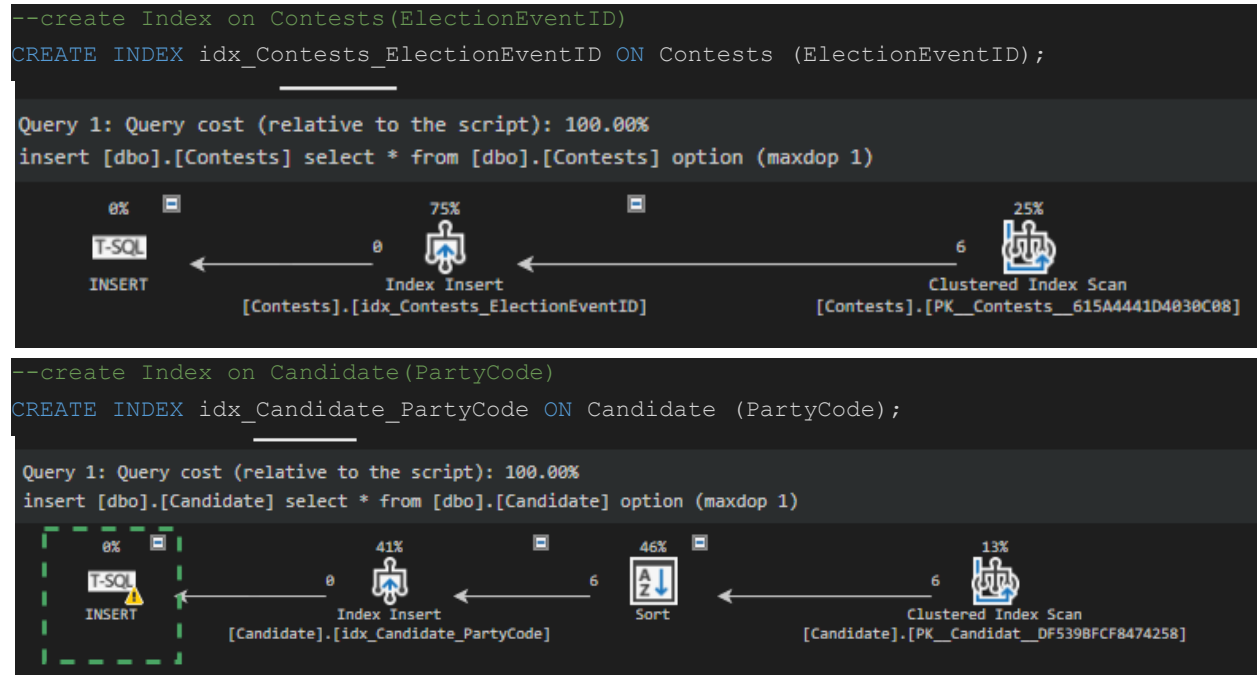 --create Index on Contests(ElectionEventID)
CREATE INDEX idx_Contests_ElectionEventID ON Contests (ElectionEventID);
Query 1: Query cost (relative to the script): 100.00%
insert [dbo].[Contests] select * from [dbo].[Contests] option (maxdop 1)
0% 75% 25%
T-SQL 0 6
INSERT Index Insert Clustered Index Scan
[Contests].[idx_Contests_ElectionEventID] [Contests].[PK__Contests__615A4441D4030C08]
--create Index on Candidate(PartyCode)
CREATE INDEX idx_Candidate_PartyCode ON Candidate (PartyCode);
Query 1: Query cost (relative to the script): 100.00%
insert [dbo].[Candidate] select * from [dbo].[Candidate] option (maxdop 1)
0% 41% 46% 13%
T-SQL 0 6 A Z 6
INSERT Index Insert Sort Clustered Index Scan
[Candidate].[idx_Candidate_PartyCode] [Candidate].[PK__Candidat__DF539BFCF8474258]